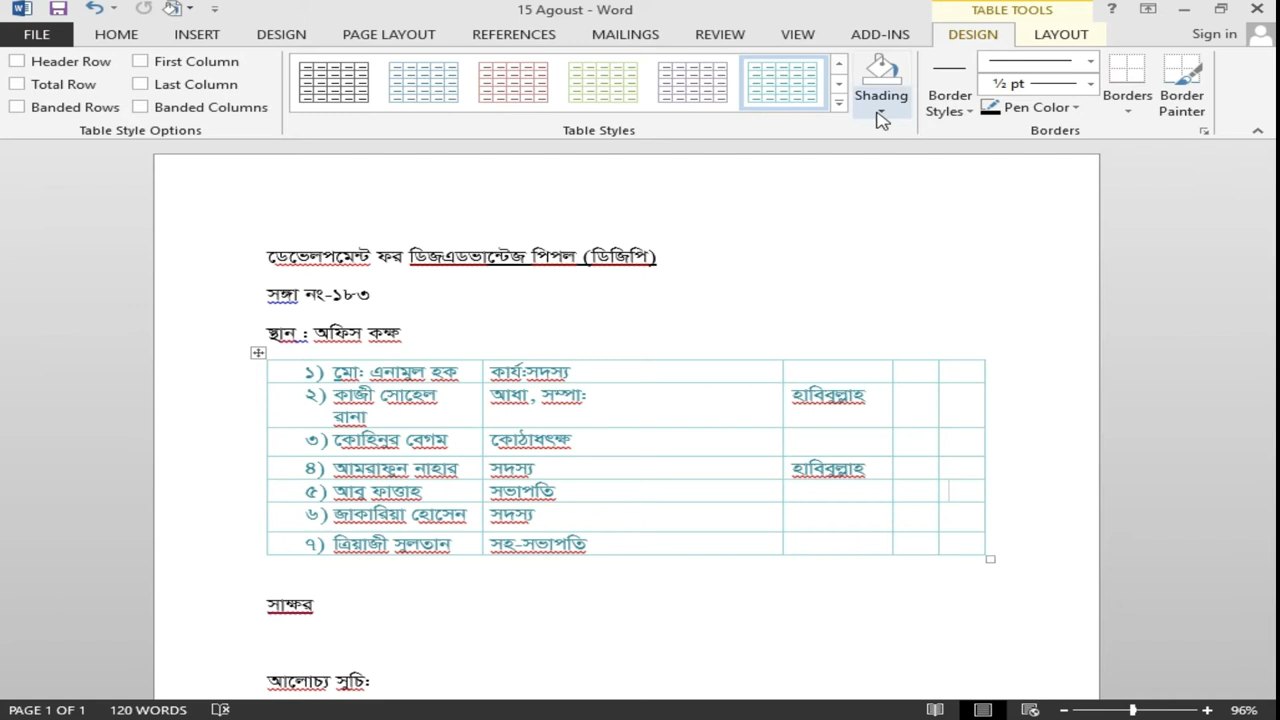 15 Agoust - Word
TABLE TOOLS
FILE HOME INSERT DESIGN PAGE LAYOUT REFERENCES MAILINGS REVIEW VIEW ADD-INS DESIGN LAYOUT Sign in
Header Row First Column
Total Row Last Column
Banded Rows Banded Columns
Table Style Options
Table Styles
Shading
Border Styles
½ pt
Pen Color
Borders
Border Painter
Borders
ডেভেলপমেন্ট ফর ডিজএডভান্টেজ পিপল (ডিজিপি)
সঙ্গা নং-১৮৩
স্থান : অফিস কক্ষ
১) মোঃ এনামুল হক কার্যঃসদস্য
২) কাজী সোহেল রানা আধা, সম্পাঃ হাবিবুল্লাহ
৩) কোহিনুর বেগম কোঠাধৎক্ষ
৪) আমরাফুন নাহার সদস্য হাবিবুল্লাহ
৫) আবু ফাত্তাহ সভাপতি
৬) জাকারিয়া হোসেন সদস্য
৭) ত্রিয়াজী সুলতান সহ-সভাপতি
সাক্ষর
আলোচ্য সুচিঃ
PAGE 1 OF 1 120 WORDS 96%